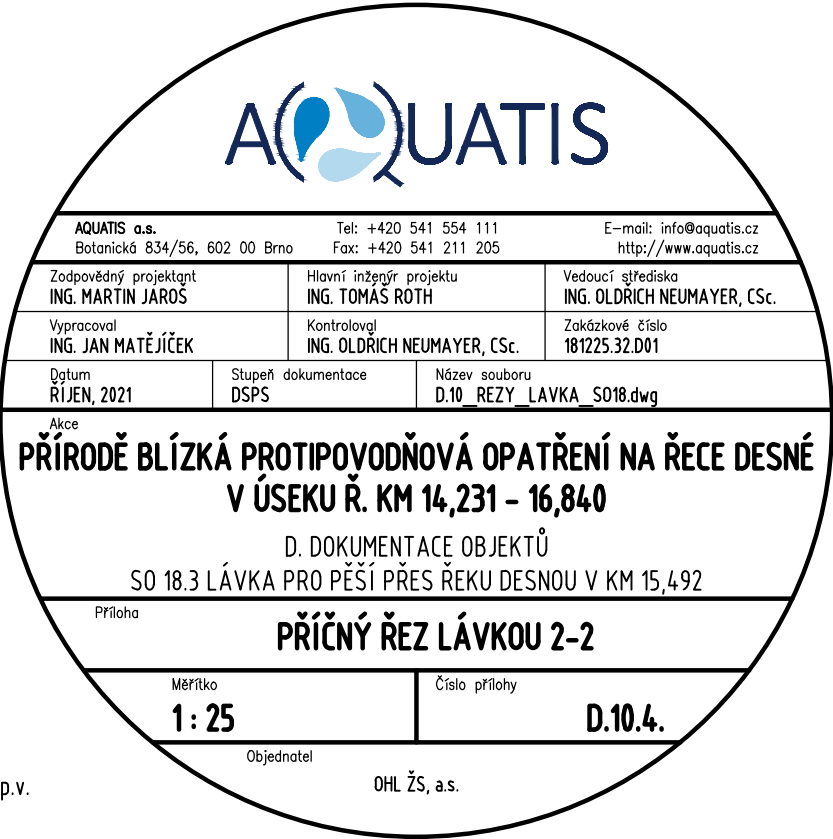 AQUATIS
AQUATIS a.s. Tel: +420 541 554 111 E-mail: info@aquatis.cz
Botanická 834/56, 602 00 Brno Fax: +420 541 211 205 http://www.aquatis.cz
Zodpovědný projektant Hlavní inženýr projektu Vedoucí střediska
ING. MARTIN JAROŠ ING. TOMÁŠ ROTH ING. OLDŘICH NEUMAYER, CSc.
Vypracoval Kontroloval Zakázkové číslo
ING. JAN MATĚJÍČEK ING. OLDŘICH NEUMAYER, CSc. 181225.32.D01
Datum Stupeň dokumentace Název souboru
ŘÍJEN, 2021 DSPS D.10_REZY_LAVKA_SO18.dwg
Akce
PŘÍRODĚ BLÍZKÁ PROTIPOVODŇOVÁ OPATŘENÍ NA ŘECE DESNÉ
V ÚSEKU Ř. KM 14,231 - 16,840
D. DOKUMENTACE OBJEKTŮ
SO 18.3 LÁVKA PRO PĚŠÍ PŘES ŘEKU DESNOU V KM 15,492
Příloha
PŘÍČNÝ ŘEZ LÁVKOU 2-2
Měřítko Číslo přílohy
1 : 25 D.10.4.
Objednatel
OHL ŽS, a.s.
p.v.